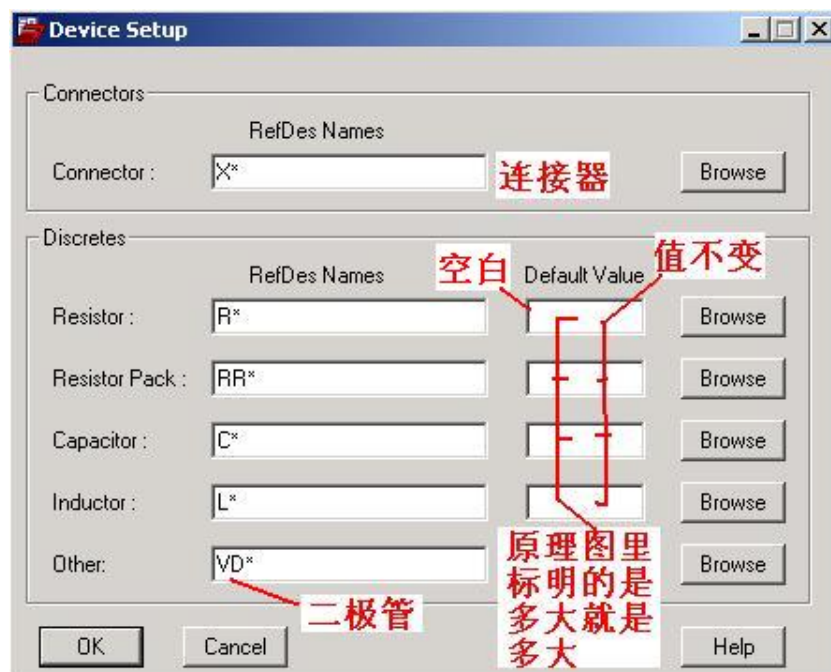 Device Setup
Connectors
RefDes Names
Connector :
X*
连接器
Browse
Discretes
RefDes Names
空白
Default Value
值不变
Resistor :
R*
Browse
Resistor Pack :
RR*
Browse
Capacitor :
C*
Browse
Inductor :
L*
Browse
Other:
VD*
Browse
二极管
原理图里
标明的是
多大就是
多大
OK
Cancel
Help